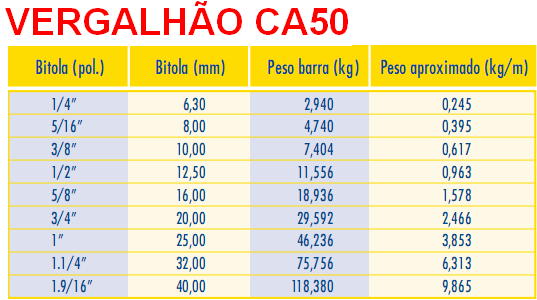 VERGALHÃO CA50
Bitola (pol.) Bitola (mm) Peso barra (kg) Peso aproximado (kg/m)
1/4” 6,30 2,940 0,245
5/16” 8,00 4,740 0,395
3/8” 10,00 7,404 0,617
1/2” 12,50 11,556 0,963
5/8” 16,00 18,936 1,578
3/4” 20,00 29,592 2,466
1” 25,00 46,236 3,853
1.1/4” 32,00 75,756 6,313
1.9/16” 40,00 118,380 9,865